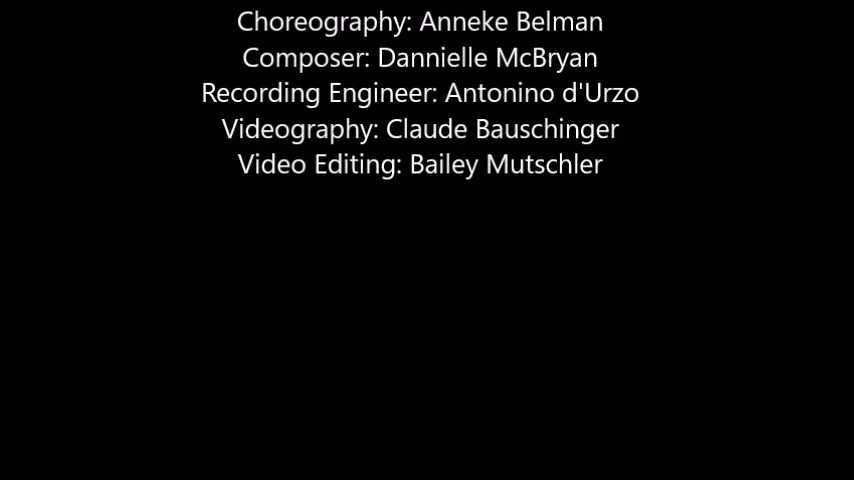 Choreography: Anneke Belman
Composer: Dannielle McBryan
Recording Engineer: Antonino d'Urzo
Videography: Claude Bauschinger
Video Editing: Bailey Mutschler